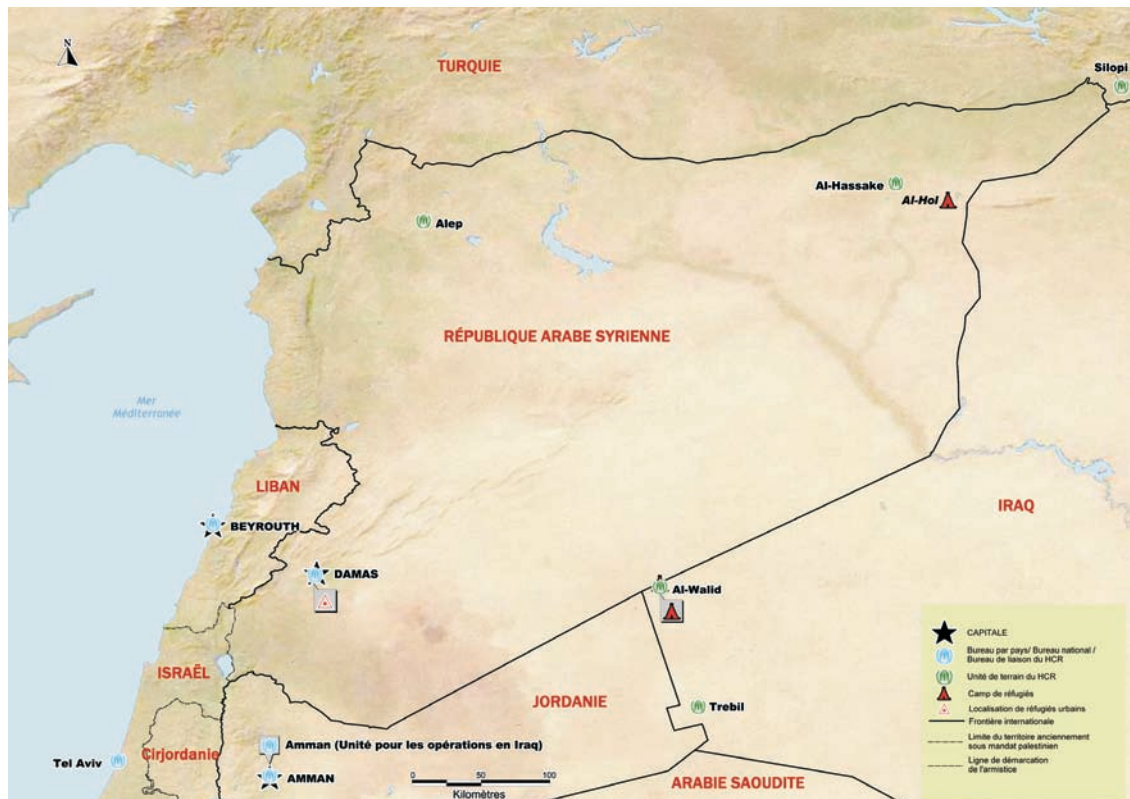 N
TURQUIE
Silopi
Al-Hassake
Al-Hol
Alep
RÉPUBLIQUE ARABE SYRIENNE
Mer
Méditerranée
LIBAN
IRAQ
BEYROUTH
DAMAS
Al-Walid
ISRAËL
JORDANIE
Trebil
Cirjordanie
Amman (Unité pour les opérations en Iraq)
Tel Aviv
AMMAN
ARABIE SAOUDITE
0 50 100
Kilomètres
CAPITALE
Bureau par pays/ Bureau national /
Bureau de liaison du HCR
Unité de terrain du HCR
Camp de réfugiés
Localisation de réfugiés urbains
Frontière internationale
Limite du territoire anciennement
sous mandat palestinien
Ligne de démarcation
de l'armistice